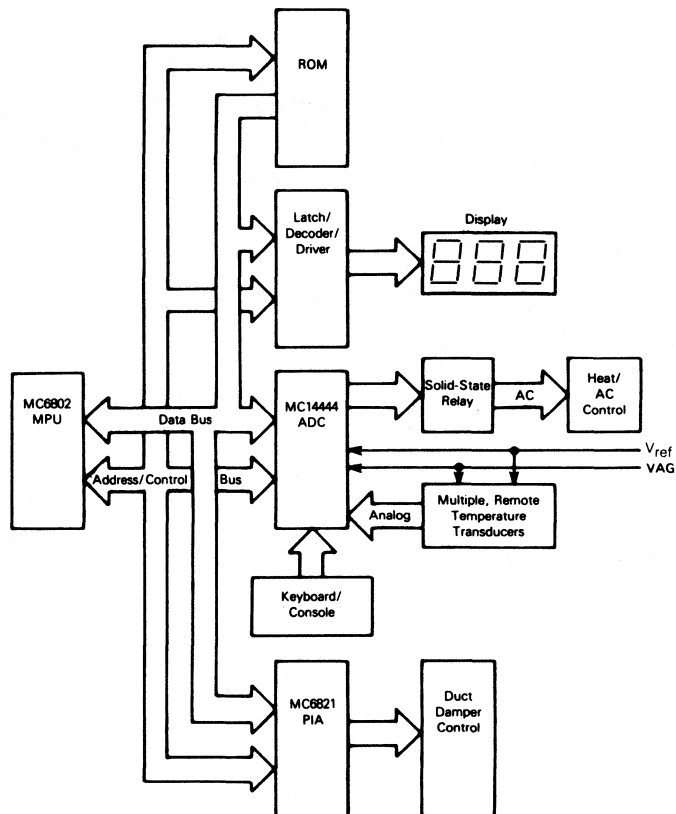 ROM
Latch/
Decoder/
Driver
Display
888
MC6802
MPU
Data Bus
MC14444
ADC
Solid-State
Relay
AC
Heat/
AC
Control
Vref
VAG
Address/Control Bus
Analog
Multiple, Remote
Temperature
Transducers
Keyboard/
Console
MC6821
PIA
Duct
Damper
Control